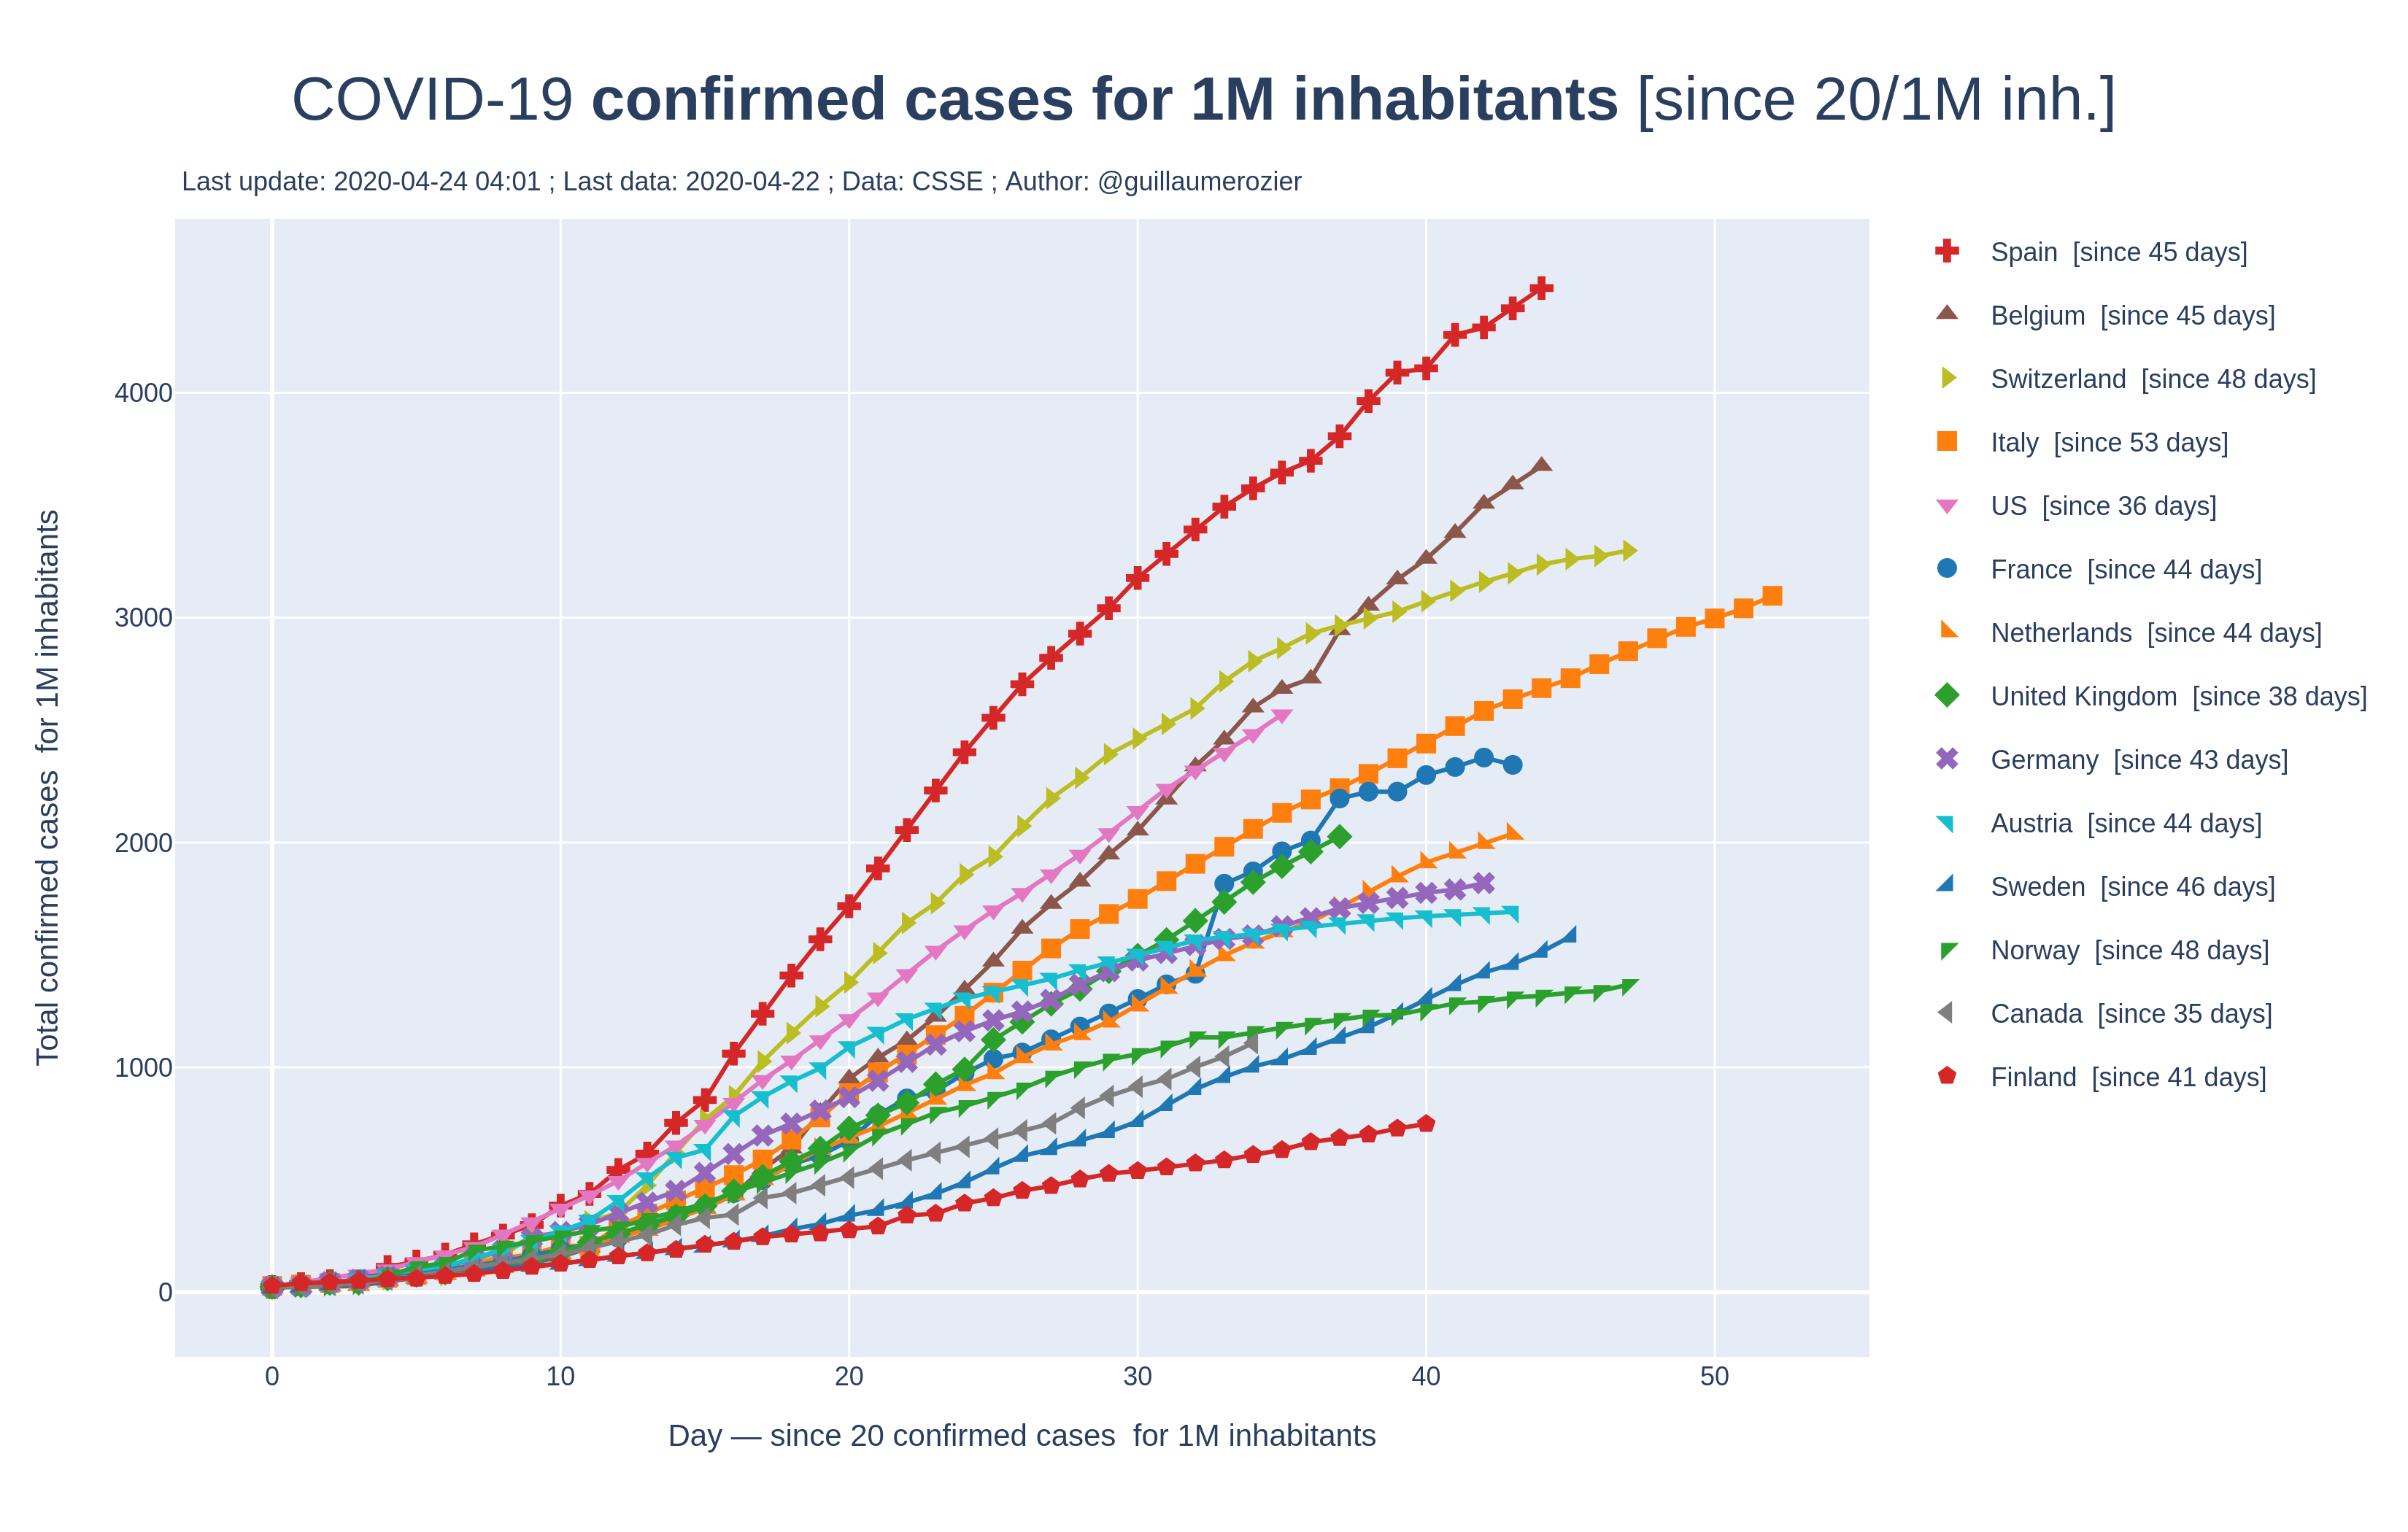 COVID-19 confirmed cases for 1M inhabitants [since 20/1M inh.]
Last update: 2020-04-24 04:01 ; Last data: 2020-04-22 ; Data: CSSE ; Author: @guillaumerozier
Total confirmed cases  for 1M inhabitants
4000
3000
2000
1000
0
0
10
20
30
40
50
Day — since 20 confirmed cases  for 1M inhabitants
Spain  [since 45 days]
Belgium  [since 45 days]
Switzerland  [since 48 days]
Italy  [since 53 days]
US  [since 36 days]
France  [since 44 days]
Netherlands  [since 44 days]
United Kingdom  [since 38 days]
Germany  [since 43 days]
Austria  [since 44 days]
Sweden  [since 46 days]
Norway  [since 48 days]
Canada  [since 35 days]
Finland  [since 41 days]